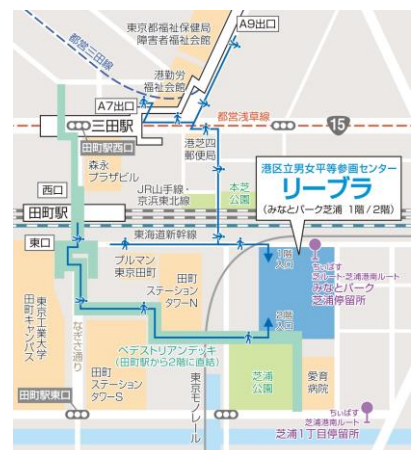 A9出口
東京都福祉保健局
障害者福祉会館
都営三田線
港勤労
福祉会館
A7出口
三田駅
都営浅草線
15
田町駅西口
港芝四
郵便局
森永
プラザビル
港区立男女平等参画センター
リーブラ
(みなとパーク芝浦 1階/2階)
JR山手線・
京浜東北線
本芝
公園
西口
田町駅
東海道新幹線
東口
1階
入口
ちぃばす
芝ルート・芝浦港南ルート
みなとパーク
芝浦停留所
プルマン
東京田町
田町
ステーション
タワーN
東京工業大学
田町キャンパス
なぎさ通り
2階
入口
ペデストリアンデッキ
(田町駅から2階に直結)
田町
ステーション
タワーS
東京モノレール
芝浦
公園
愛育
病院
田町駅東口
ちぃばす
芝浦港南ルート
芝浦1丁目停留所